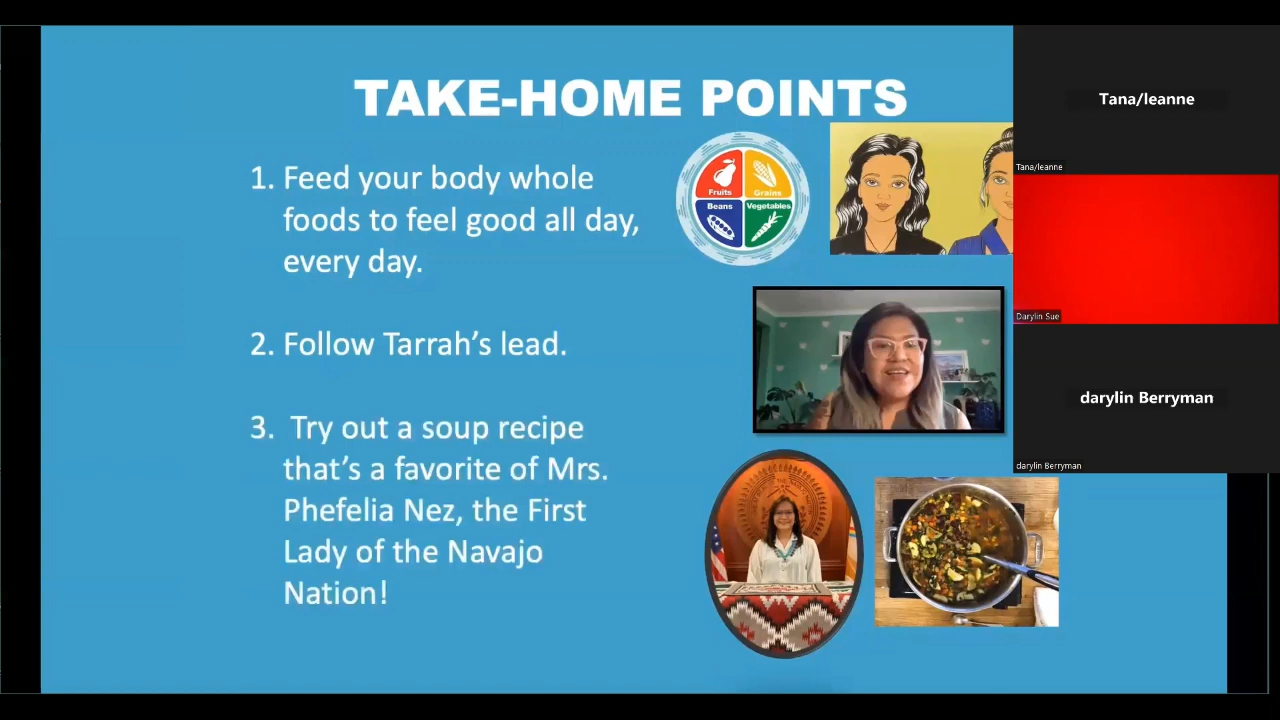 TAKE-HOME POINTS
1. Feed your body whole
foods to feel good all day,
every day.
2. Follow Tarrah’s lead.
3. Try out a soup recipe
that’s a favorite of Mrs.
Phefelia Nez, the First
Lady of the Navajo
Nation!
Fruits
Grains
Beans
Vegetables
Tana/leanne
Tana/leanne
Darylin Sue
darylin Berryman
darylin Berryman